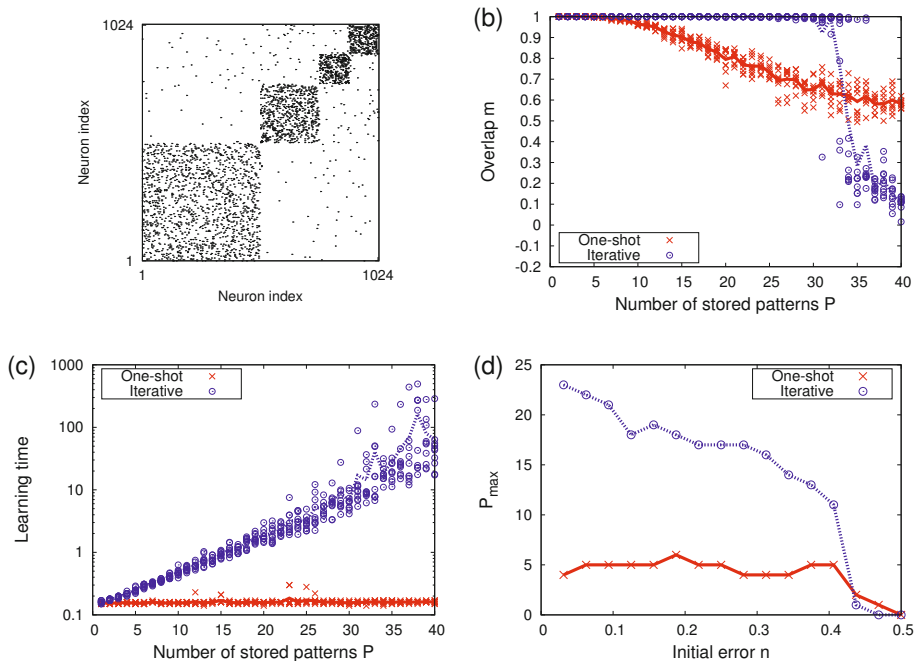 1024
Neuron index
1
1 1024
Neuron index
(b)
1
0.9
0.8
0.7
0.6
0.5
0.4
0.3
0.2
0.1
0
-0.1
-0.2
Overlap m
One-shot
Iterative
0 5 10 15 20 25 30 35 40
Number of stored patterns P
(c)
1000
100
10
1
0.1
Learning time
One-shot
Iterative
0 5 10 15 20 25 30 35 40
Number of stored patterns P
(d)
25
20
15
10
5
0
Pmax
One-shot
Iterative
0 0.1 0.2 0.3 0.4 0.5
Initial error n